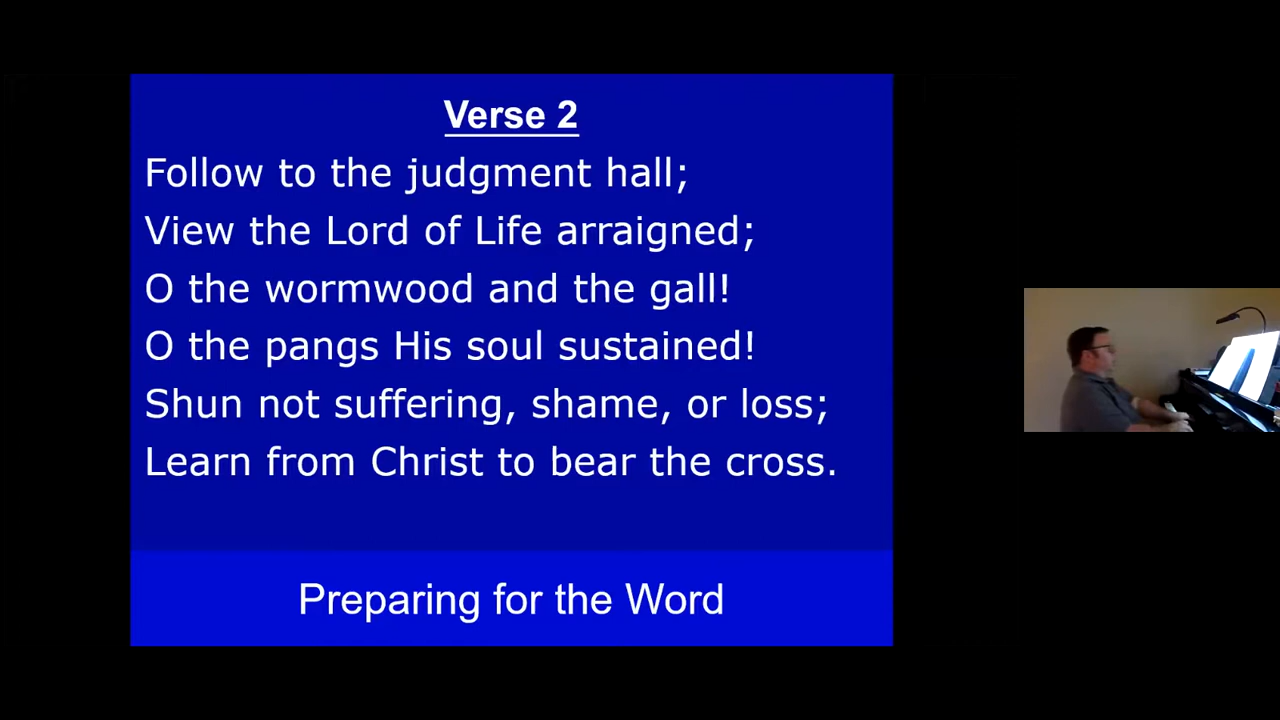 Verse 2
Follow to the judgment hall;
View the Lord of Life arraigned;
O the wormwood and the gall!
O the pangs His soul sustained!
Shun not suffering, shame, or loss;
Learn from Christ to bear the cross.
Preparing for the Word